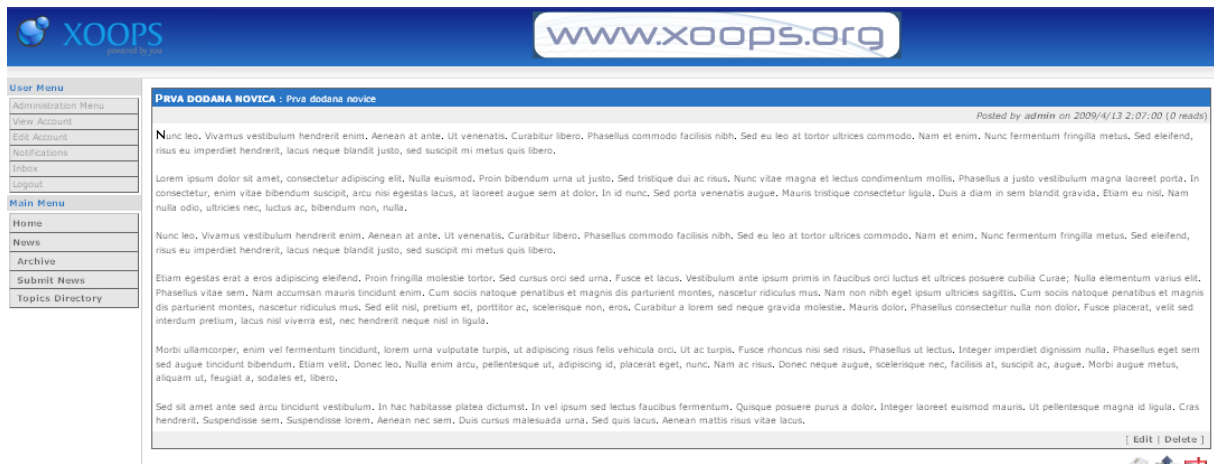 XOOPS
powered by you
www.xoops.org
User Menu
Administration Menu
View Account
Edit Account
Notifications
Inbox
Logout
Main Menu
Home
News
Archive
Submit News
Topics Directory
PRVA DODANA NOVICA : Prva dodana novice
Posted by admin on 2009/4/13 2:07:00 (0 reads)
Nunc leo. Vivamus vestibulum hendrerit enim. Aenean at ante. Ut venenatis. Curabitur libero. Phasellus commodo facilisis nibh. Sed eu leo at tortor ultrices commodo. Nam et enim. Nunc fermentum fringilla metus. Sed eleifend,
risus eu imperdiet hendrerit, lacus neque blandit justo, sed suscipit mi metus quis libero.
Lorem ipsum dolor sit amet, consectetur adipiscing elit. Nulla euismod. Proin bibendum urna ut justo. Sed tristique dui ac risus. Nunc vitae magna et lectus condimentum mollis. Phasellus a justo vestibulum magna laoreet porta. In
consectetur, enim vitae bibendum suscipit, arcu nisi egestas lacus, at laoreet augue sem at dolor. In id nunc. Sed porta venenatis augue. Mauris tristique consectetur ligula. Duis a diam in sem blandit gravida. Etiam eu nisl. Nam
nulla odio, ultricies nec, luctus ac, bibendum non, nulla.
Nunc leo. Vivamus vestibulum hendrerit enim. Aenean at ante. Ut venenatis. Curabitur libero. Phasellus commodo facilisis nibh. Sed eu leo at tortor ultrices commodo. Nam et enim. Nunc fermentum fringilla metus. Sed eleifend,
risus eu imperdiet hendrerit, lacus neque blandit justo, sed suscipit mi metus quis libero.
Etiam egestas erat a eros adipiscing eleifend. Proin fringilla molestie tortor. Sed cursus orci sed urna. Fusce et lacus. Vestibulum ante ipsum primis in faucibus orci luctus et ultrices posuere cubilia Curae; Nulla elementum varius elit.
Phasellus vitae sem. Nam accumsan mauris tincidunt enim. Cum sociis natoque penatibus et magnis dis parturient montes, nascetur ridiculus mus. Nam non nibh eget ipsum ultricies sagittis. Cum sociis natoque penatibus et magnis
dis parturient montes, nascetur ridiculus mus. Sed elit nisl, pretium et, porttitor ac, scelerisque non, eros. Curabitur a lorem sed neque gravida molestie. Mauris dolor. Phasellus consectetur nulla non dolor. Fusce placerat, velit sed
interdum pretium, lacus nisl viverra est, nec hendrerit neque nisl in ligula.
Morbi ullamcorper, enim vel fermentum tincidunt, lorem urna vulputate turpis, ut adipiscing risus felis vehicula orci. Ut ac turpis. Fusce rhoncus nisi sed risus. Phasellus ut lectus. Integer imperdiet dignissim nulla. Phasellus eget sem
sed augue tincidunt bibendum. Etiam velit. Donec leo. Nulla enim arcu, pellentesque ut, adipiscing id, placerat eget, nunc. Nam ac risus. Donec neque augue, scelerisque nec, facilisis at, suscipit ac, augue. Morbi augue metus,
aliquam ut, feugiat a, sodales et, libero.
Sed sit amet ante sed arcu tincidunt vestibulum. In hac habitasse platea dictumst. In vel ipsum sed lectus faucibus fermentum. Quisque posuere purus a dolor. Integer laoreet euismod mauris. Ut pellentesque magna id ligula. Cras
hendrerit. Suspendisse sem. Suspendisse lorem. Aenean nec sem. Duis cursus malesuada urna. Sed quis lacus. Aenean mattis risus vitae lacus.
[ Edit | Delete ]